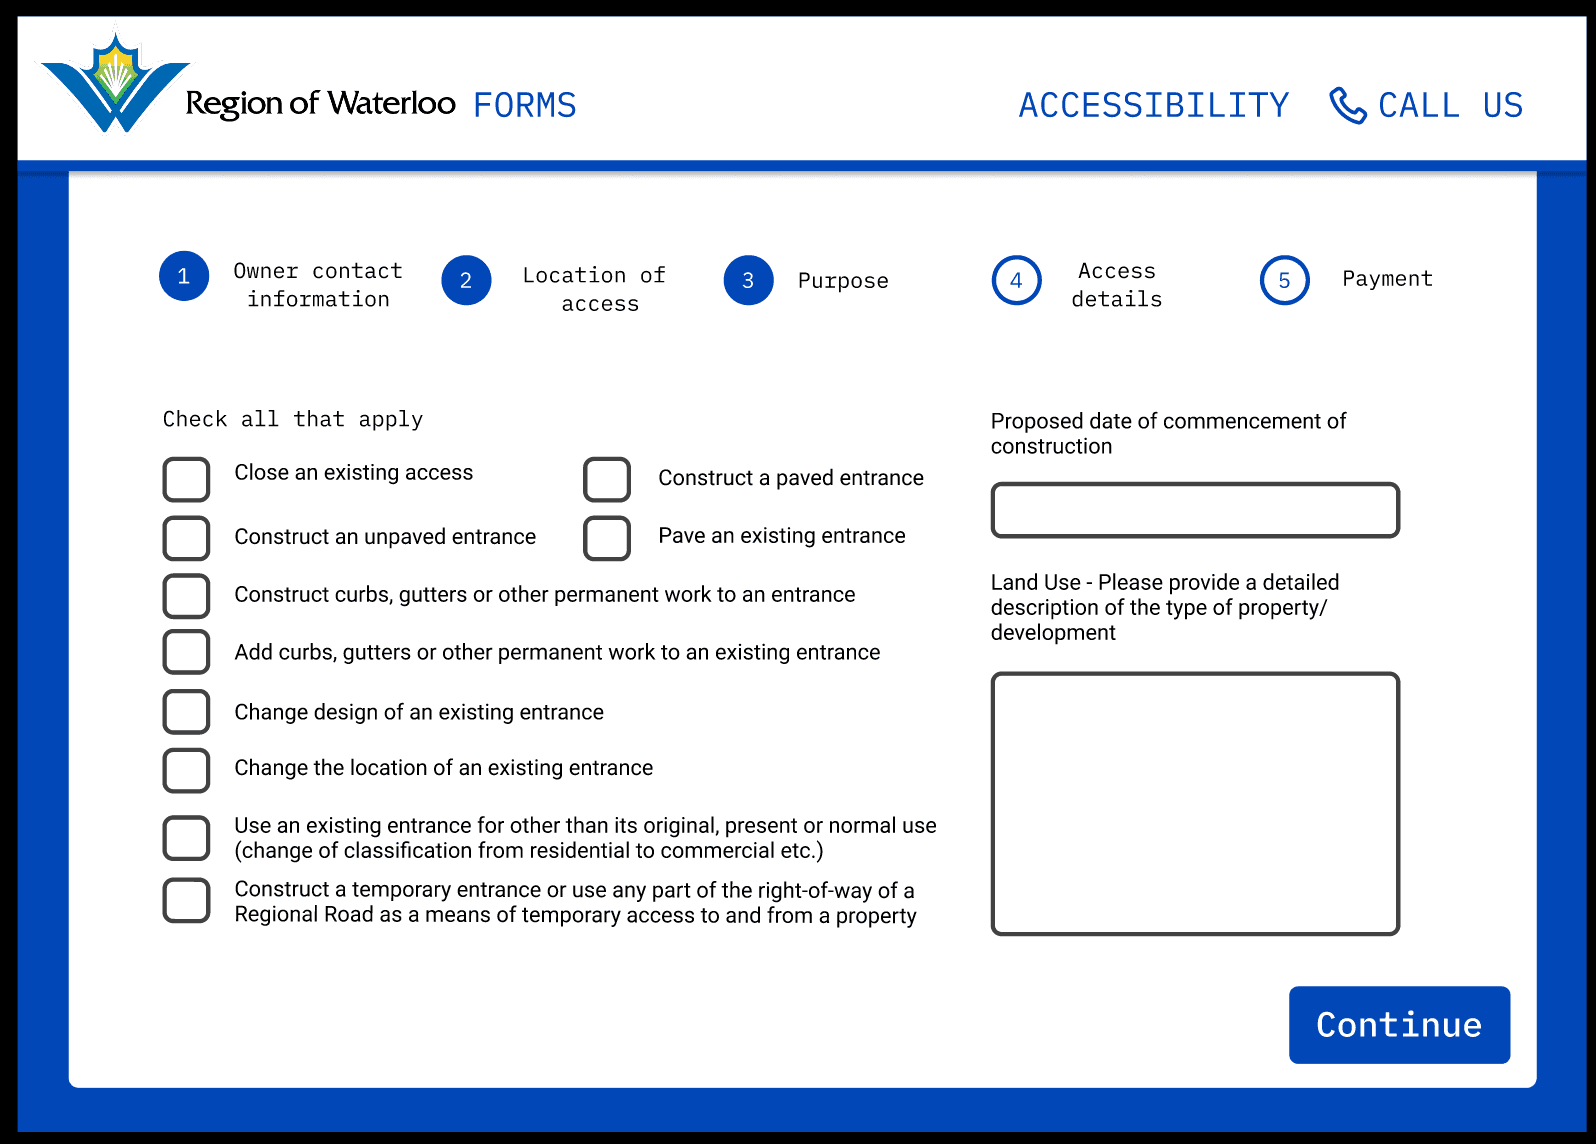 Region of Waterloo FORMS ACCESSIBILITY CALL US
1 Owner contact
information
2 Location of
access
3 Purpose
4 Access
details
5 Payment
Check all that apply
Close an existing access
Construct a paved entrance
Construct an unpaved entrance
Pave an existing entrance
Construct curbs, gutters or other permanent work to an entrance
Add curbs, gutters or other permanent work to an existing entrance
Change design of an existing entrance
Change the location of an existing entrance
Use an existing entrance for other than its original, present or normal use
(change of classification from residential to commercial etc.)
Construct a temporary entrance or use any part of the right-of-way of a
Regional Road as a means of temporary access to and from a property
Proposed date of commencement of
construction
Land Use - Please provide a detailed
description of the type of property/
development
Continue